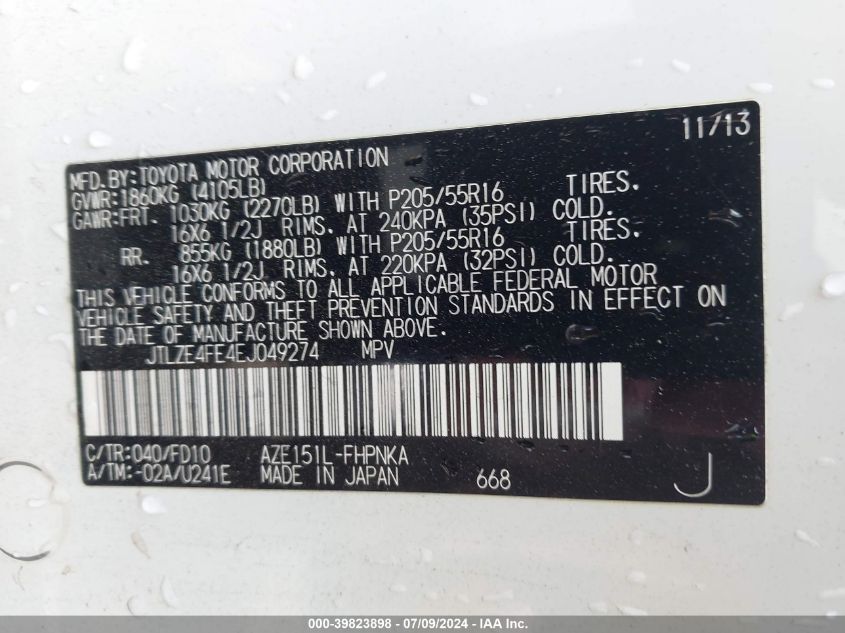 11/13
MFD. BY: TOYOTA MOTOR CORPORATION
GVWR: 1860KG (4105LB)
GAWR: FRT. 1030KG (2270LB) WITH P205/55R16 TIRES.
16X6 1/2J RIMS. AT 240KPA (35PSI) COLD.
RR. 855KG (1880LB) WITH P205/55R16 TIRES.
16X6 1/2J RIMS. AT 220KPA (32PSI) COLD.
THIS VEHICLE CONFORMS TO ALL APPLICABLE FEDERAL MOTOR
VEHICLE SAFETY AND THEFT PREVENTION STANDARDS IN EFFECT ON
THE DATE OF MANUFACTURE SHOWN ABOVE.
JTLZE4FE4EJ049274 MPV
C/TR: 040/FD10 AZE151L-FHPNKA
A/TM: -02A/U241E MADE IN JAPAN 668 J
000-39823898 - 07/09/2024 - IAA Inc.